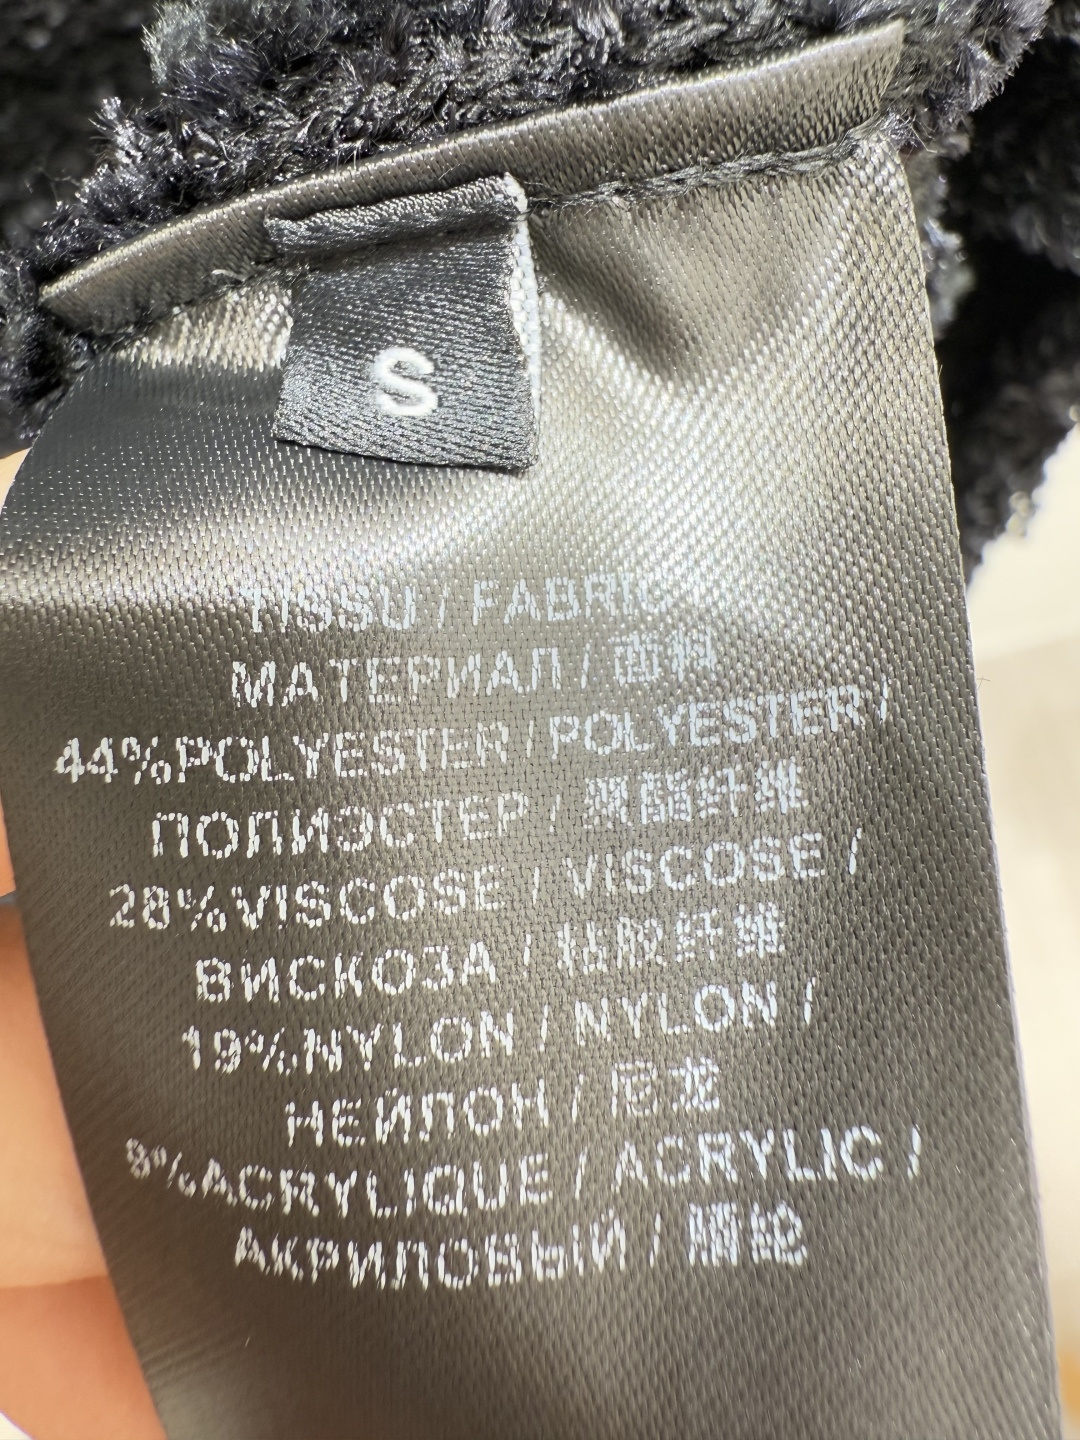 S
TISSU / FABRIC /
МАТЕРИАЛ / 面料
44%POLYESTER / POLYESTER /
ПОЛИЭСТЕР / 聚酯纤维
28%VISCOSE / VISCOSE /
ВИСКОЗА / 粘胶纤维
19%NYLON / NYLON /
НЕЙЛОН / 尼龙
9%ACRYLIQUE / ACRYLIC /
АКРИЛОВЫЙ / 腈纶